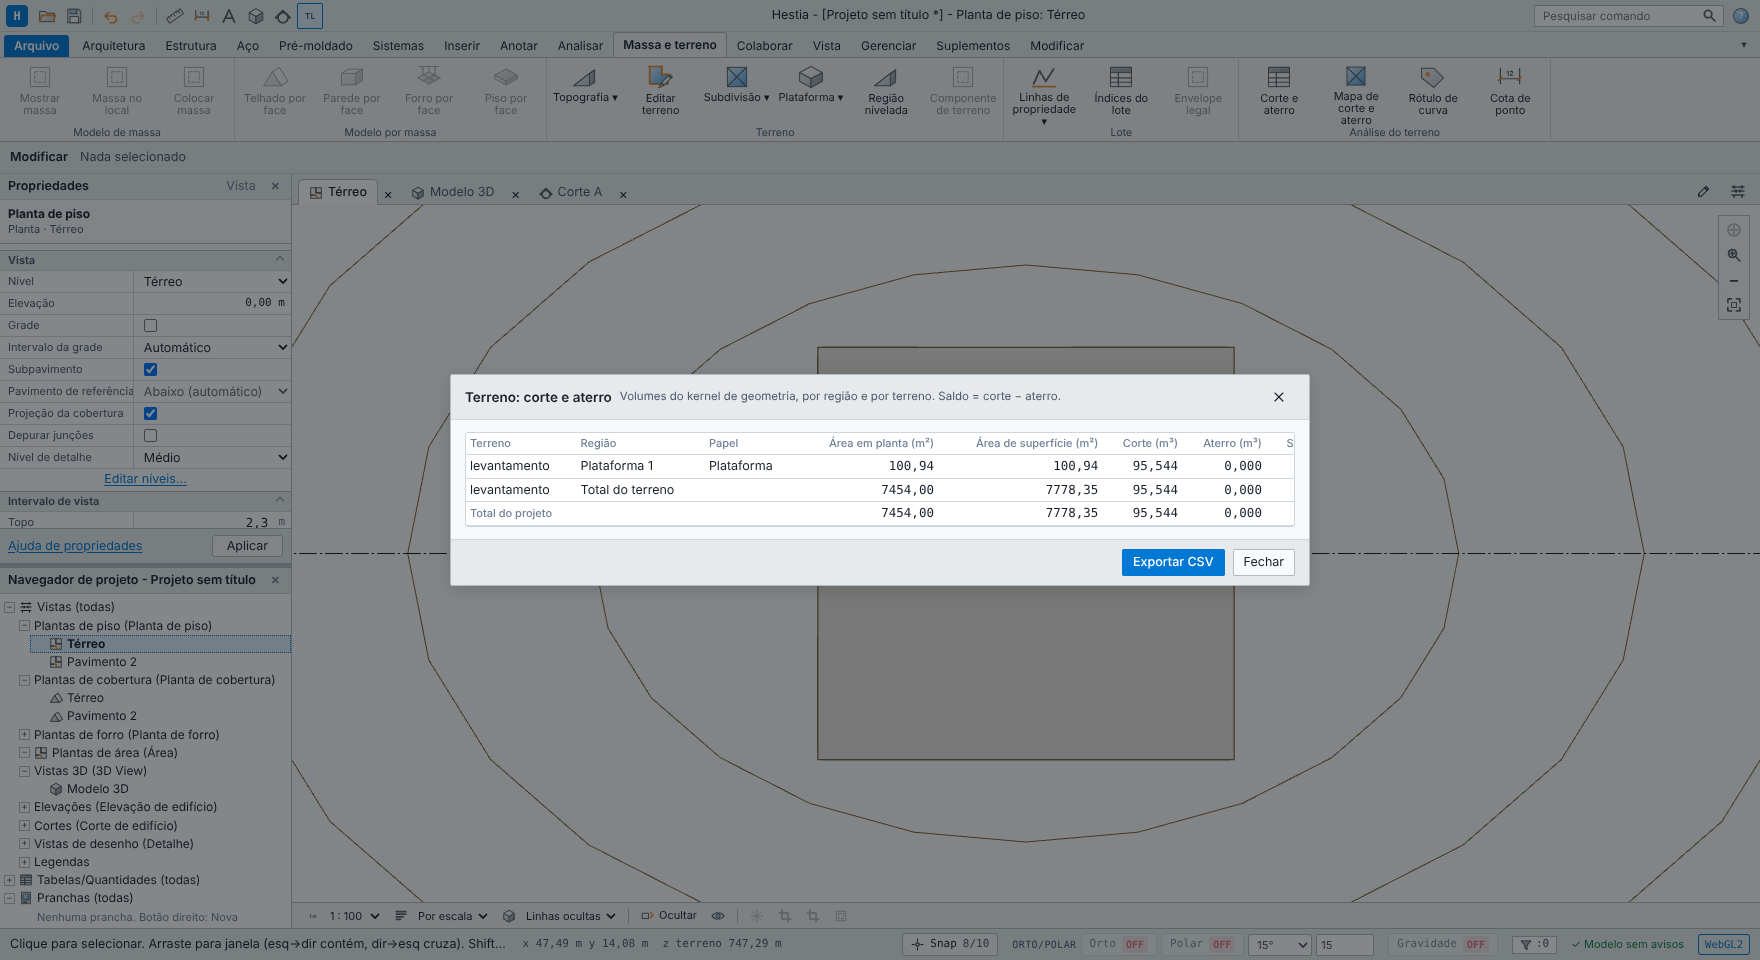 H
TL
Hestia - [Projeto sem título *] - Planta de piso: Térreo
Pesquisar comando
?
Arquivo Arquitetura Estrutura Aço Pré-moldado Sistemas Inserir Anotar Analisar Massa e terreno Colaborar Vista Gerenciar Suplementos Modificar
Mostrar massa
Massa no local
Colocar massa
Modelo de massa
Telhado por face
Parede por face
Forro por face
Piso por face
Modelo por massa
Topografia ▾
Editar terreno
Subdivisão ▾
Plataforma ▾
Região nivelada
Componente de terreno
Terreno
Linhas de propriedade ▾
Índices do lote
Envelope legal
Lote
Corte e aterro
Mapa de corte e aterro
Rótulo de curva
12
Cota de ponto
Análise do terreno
Modificar Nada selecionado
Propriedades Vista ×
Planta de piso
Planta · Térreo
Vista
Nível Térreo
Elevação 0,00 m
Grade
Intervalo da grade Automático
Subpavimento
Pavimento de referência Abaixo (automático)
Projeção da cobertura
Depurar junções
Nível de detalhe Médio
Editar níveis...
Intervalo de vista
Topo 2,3 m
Ajuda de propriedades Aplicar
Navegador de projeto - Projeto sem título ×
Vistas (todas)
Plantas de piso (Planta de piso)
Térreo
Pavimento 2
Plantas de cobertura (Planta de cobertura)
Térreo
Pavimento 2
Plantas de forro (Planta de forro)
Plantas de área (Área)
Vistas 3D (3D View)
Modelo 3D
Elevações (Elevação de edifício)
Cortes (Corte de edifício)
Vistas de desenho (Detalhe)
Legendas
Tabelas/Quantidades (todas)
Pranchas (todas)
Nenhuma prancha. Botão direito: Nova
Térreo × Modelo 3D × Corte A ×
Terreno: corte e aterro Volumes do kernel de geometria, por região e por terreno. Saldo = corte − aterro. ×
Terreno Região Papel Área em planta (m²) Área de superfície (m²) Corte (m³) Aterro (m³) S
levantamento Plataforma 1 Plataforma 100,94 100,94 95,544 0,000
levantamento Total do terreno 7454,00 7778,35 95,544 0,000
Total do projeto 7454,00 7778,35 95,544 0,000
Exportar CSV Fechar
1 : 100 Por escala Linhas ocultas Ocultar
Clique para selecionar. Arraste para janela (esq→dir contém, dir→esq cruza). Shift... x 47,49 m y 14,08 m z terreno 747,29 m Snap 8/10 ORTO/POLAR Orto OFF Polar OFF 15° 15 Gravidade OFF :0 ✓ Modelo sem avisos WebGL2